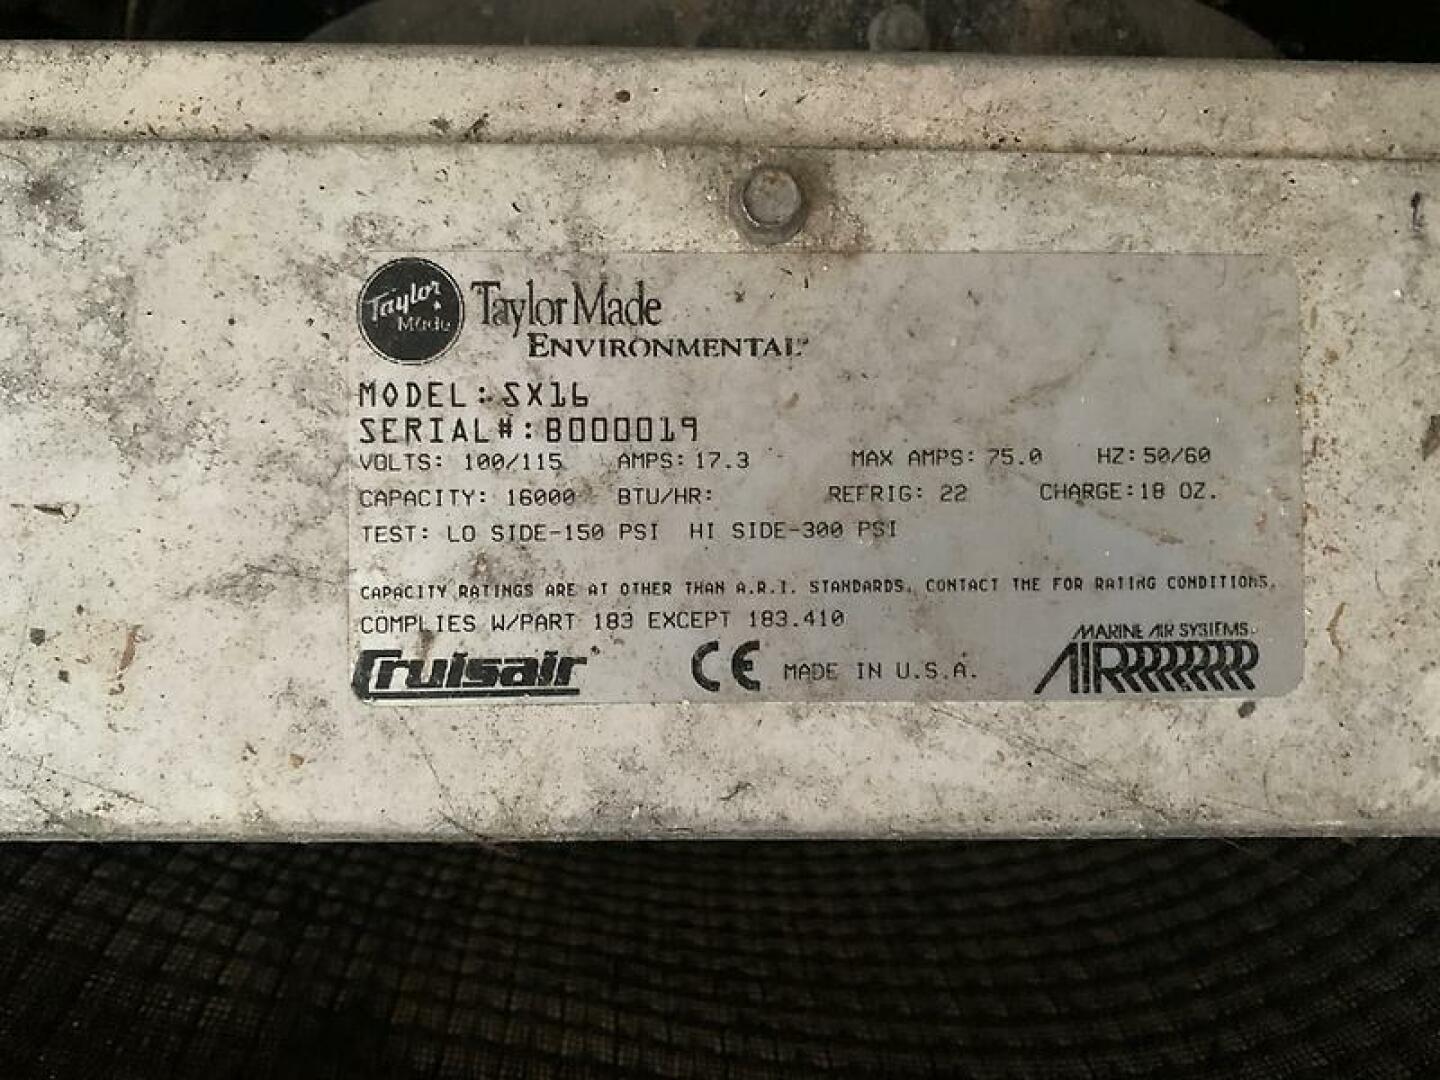 Taylor Made
Taylor Made
ENVIRONMENTAL™
MODEL: SX16
SERIAL#: B000019
VOLTS: 100/115 AMPS: 17.3 MAX AMPS: 75.0 HZ: 50/60
CAPACITY: 16000 BTU/HR: REFRIG: 22 CHARGE: 18 OZ.
TEST: LO SIDE-150 PSI HI SIDE-300 PSI
CAPACITY RATINGS ARE AT OTHER THAN A.R.I. STANDARDS. CONTACT TME FOR RATING CONDITIONS.
COMPLIES W/PART 183 EXCEPT 183.410
Cruisair CE MADE IN U.S.A.
MARINE AIR SYSTEMS
AIRRRRRRRR